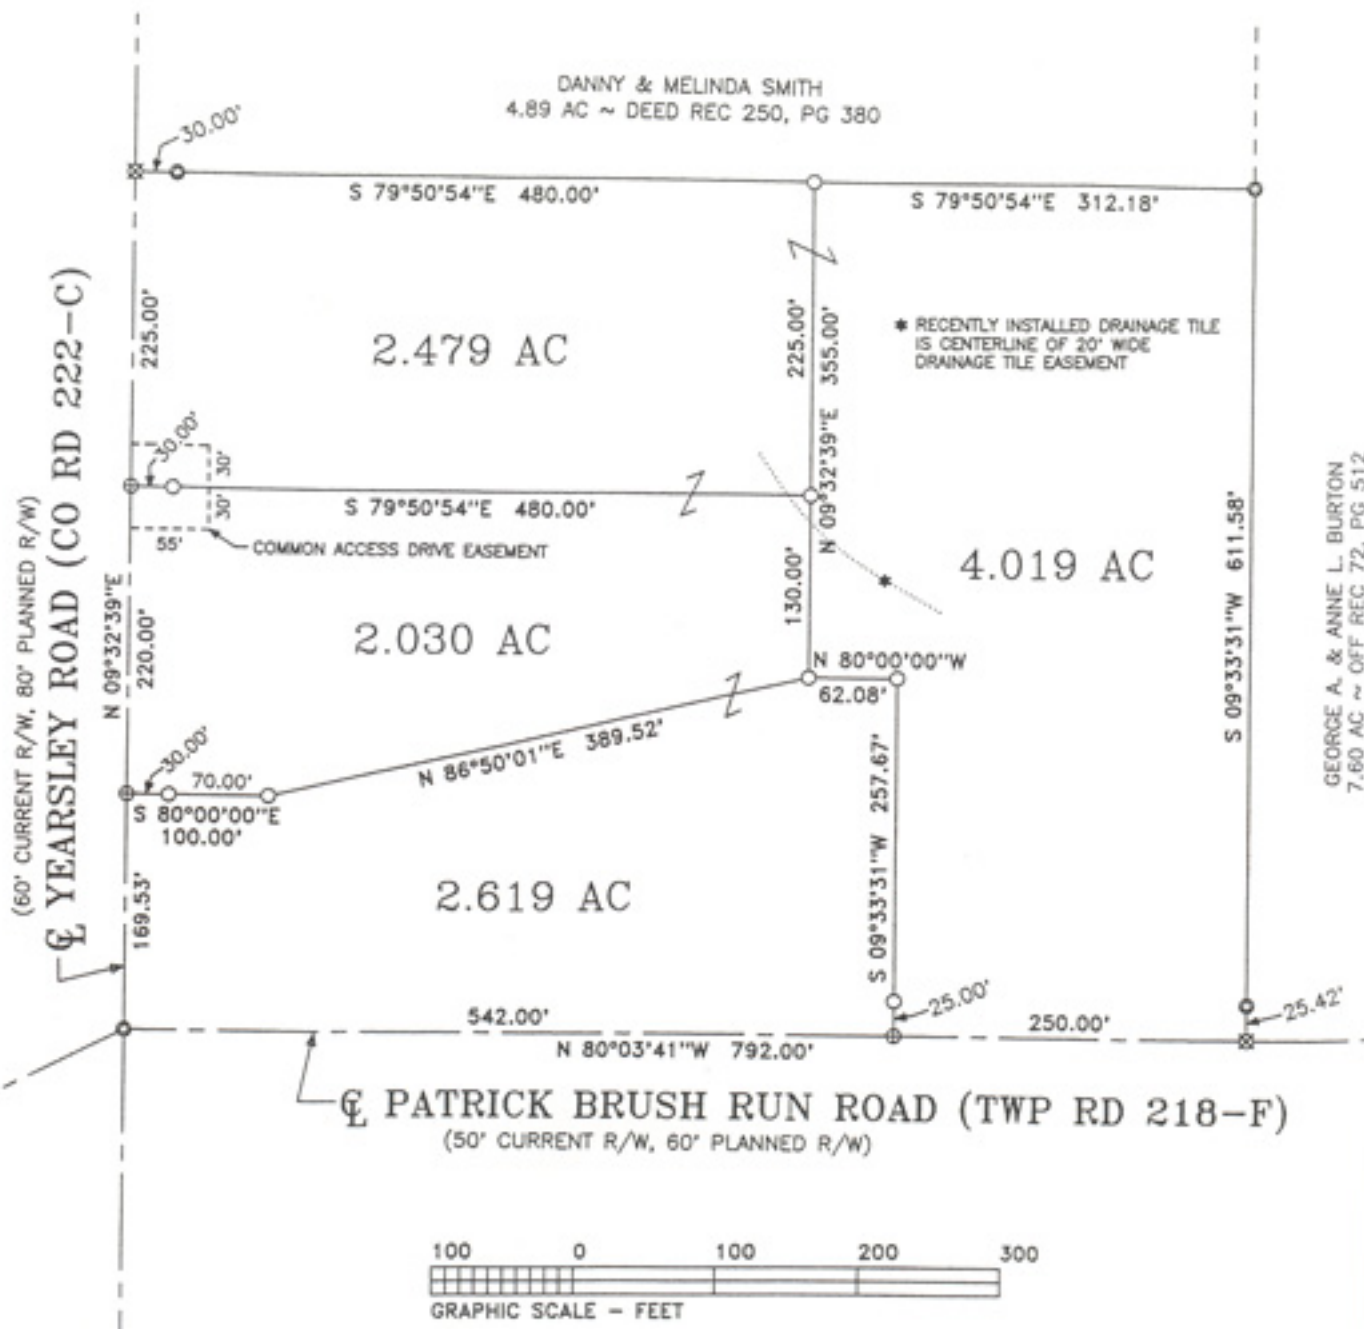 DANNY & MELINDA SMITH
4.89 AC ~ DEED REC 250, PG 380
30.00'
S 79°50'54"E 480.00'
S 79°50'54"E 312.18'
225.00'
2.479 AC
225.00'
N 09°32'39"E 355.00'
* RECENTLY INSTALLED DRAINAGE TILE
IS CENTERLINE OF 20' WIDE
DRAINAGE TILE EASEMENT
30.00'
30'
30'
55'
S 79°50'54"E 480.00'
COMMON ACCESS DRIVE EASEMENT
130.00'
*
4.019 AC
S 09°33'31"W 611.58'
GEORGE A. & ANNE L. BURTON
7.60 AC ~ OFF REC 72, PG 512
(60' CURRENT R/W, 80' PLANNED R/W)
℄ YEARSLEY ROAD (CO RD 222-C)
N 09°32'39"E
220.00'
2.030 AC
N 80°00'00"W
62.08'
N 86°50'01"E 389.52'
30.00'
70.00'
S 80°00'00"E
100.00'
169.53'
2.619 AC
S 09°33'31"W 257.67'
25.00'
25.42'
542.00'
250.00'
N 80°03'41"W 792.00'
℄ PATRICK BRUSH RUN ROAD (TWP RD 218-F)
(50' CURRENT R/W, 60' PLANNED R/W)
100 0 100 200 300
GRAPHIC SCALE - FEET